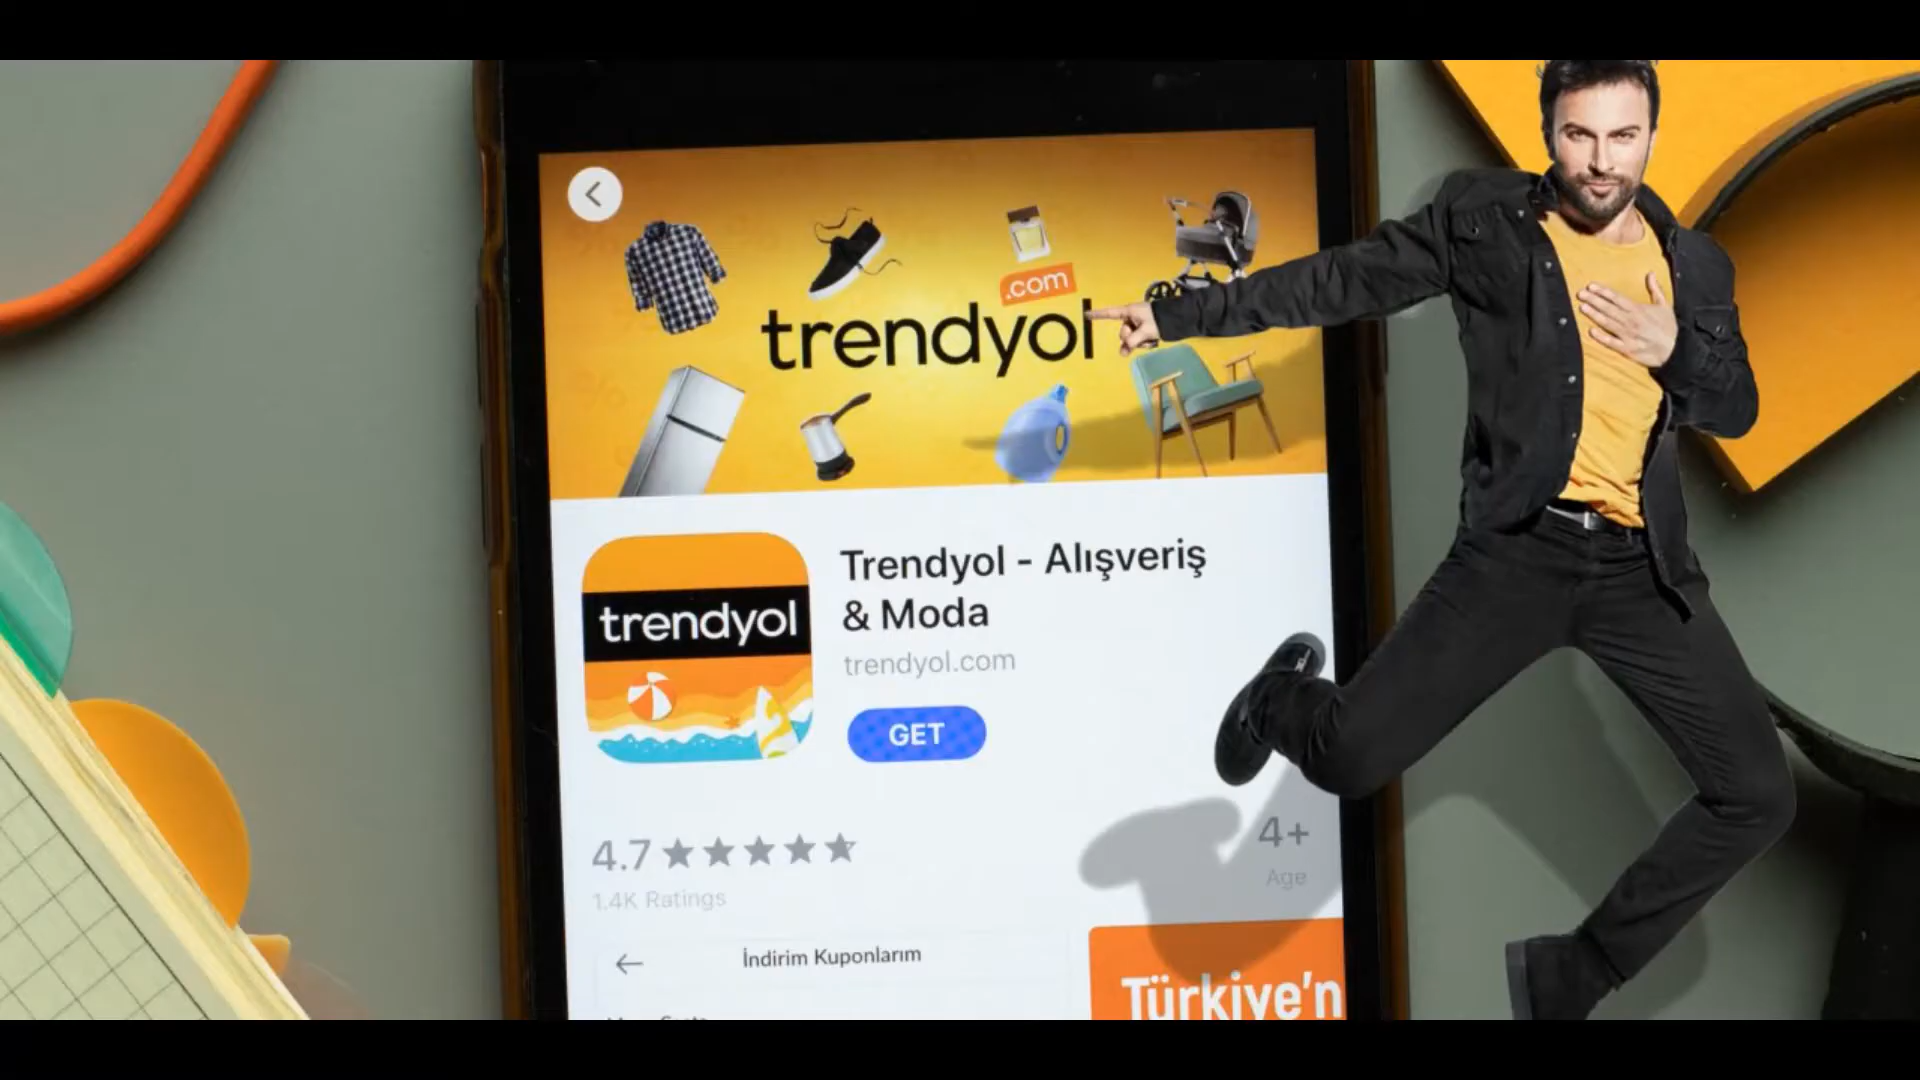 .com
trendyol
trendyol
Trendyol - Alışveriş
& Moda
trendyol.com
GET
4.7
4+
1.4K Ratings
Age
İndirim Kuponlarım
Türkiye'n